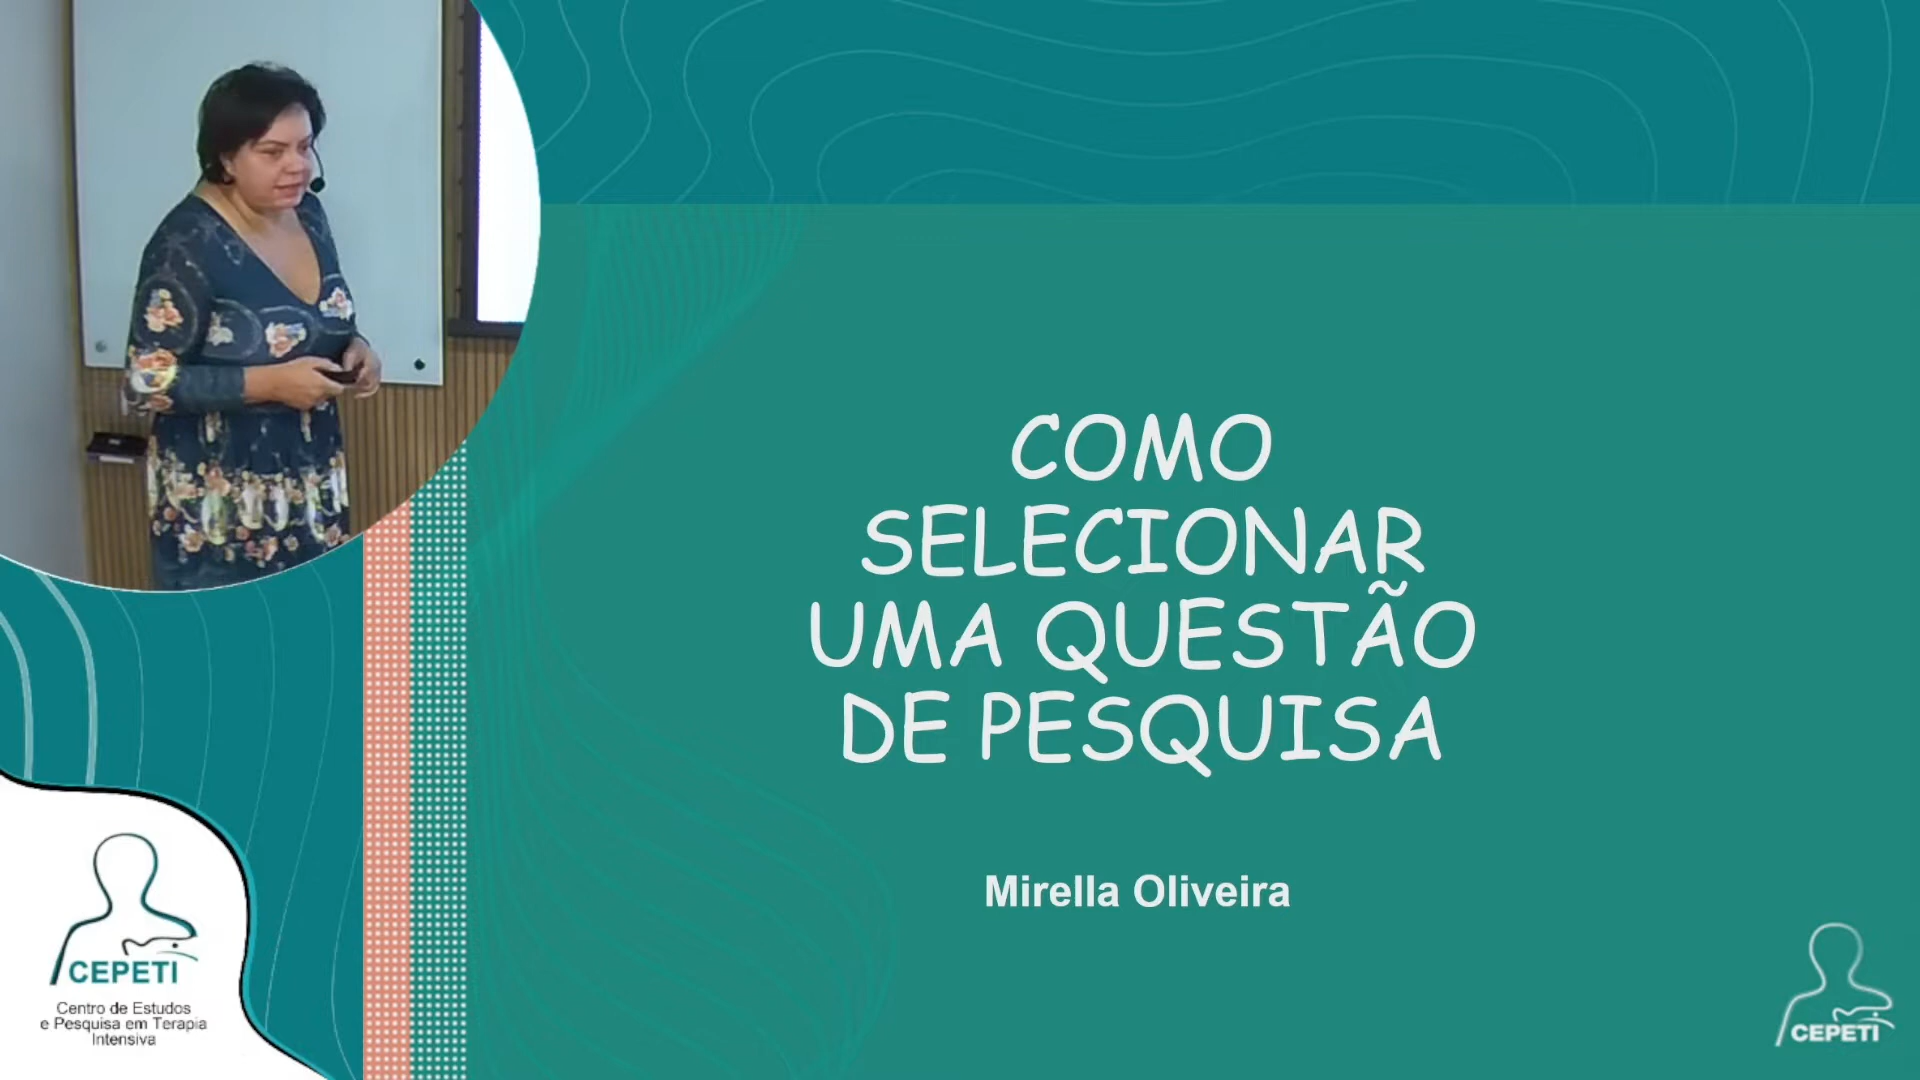 COMO
SELECIONAR
UMA QUESTÃO
DE PESQUISA
Mirella Oliveira
CEPETI
Centro de Estudos
e Pesquisa em Terapia
Intensiva
CEPETI